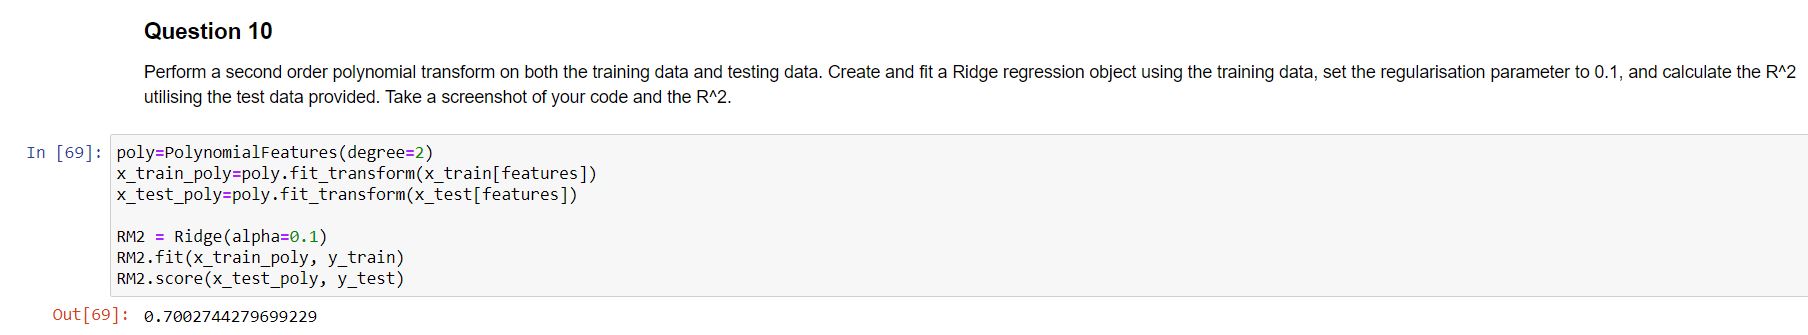 Question 10
Perform a second order polynomial transform on both the training data and testing data. Create and fit a Ridge regression object using the training data, set the regularisation parameter to 0.1, and calculate the R^2
utilising the test data provided. Take a screenshot of your code and the R^2.
In [69]: poly=PolynomialFeatures(degree=2)
x_train_poly=poly.fit_transform(x_train[features])
x_test_poly=poly.fit_transform(x_test[features])
RM2 = Ridge(alpha=0.1)
RM2.fit(x_train_poly, y_train)
RM2.score(x_test_poly, y_test)
Out[69]: 0.7002744279699229